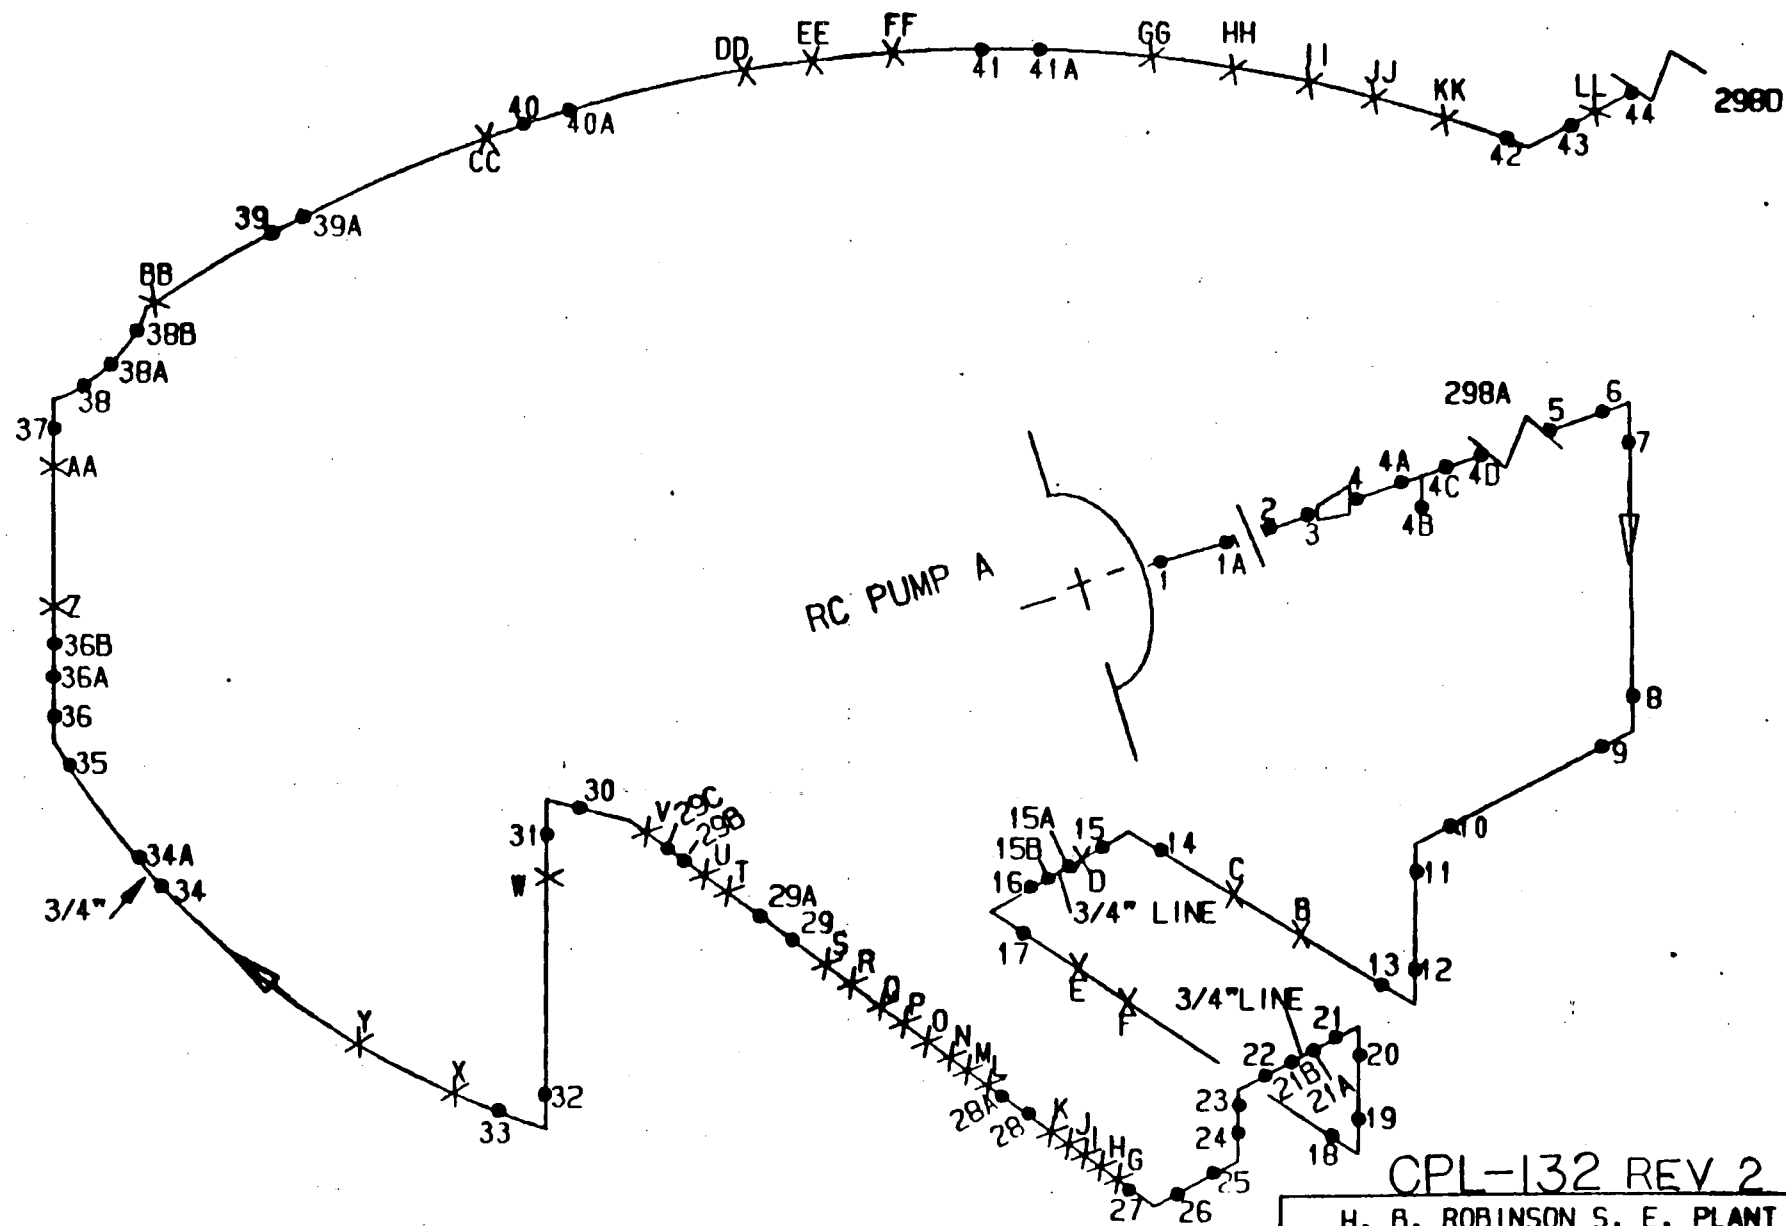 DD
EE
FF
41
41A
GG
HH
II
JJ
KK
LL
44
298D
43
42
40
40A
CC
39
39A
BB
38B
38A
38
37
AA
Z
36B
36A
36
35
34A
34
3/4"
Y
X
33
32
W
31
30
V
29C
29B
U
T
29A
29
S
R
Q
P
O
N
M
L
28A
28
K
J
I
H
G
27
26
25
24
23
22
21B
21A
21
20
19
18
3/4"LINE
RC PUMP A
1
1A
2
3
4
4A
4B
4C
4D
298A
5
6
7
8
9
10
11
12
13
B
C
14
15
D
15A
15B
16
3/4" LINE
17
E
F
CPL-132 REV 2
H. B. ROBINSON S. E. PLANT